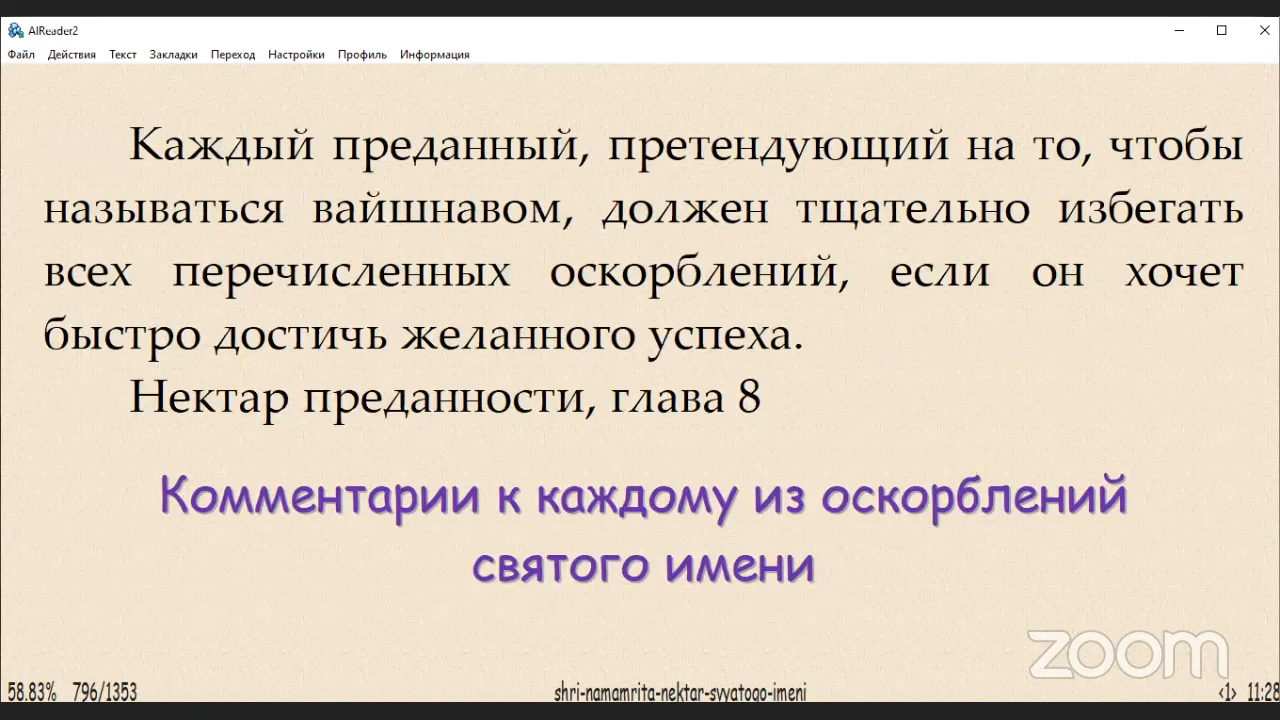 AlReader2
Файл Действия Текст Закладки Переход Настройки Профиль Информация
Каждый преданный, претендующий на то, чтобы
называться вайшнавом, должен тщательно избегать
всех перечисленных оскорблений, если он хочет
быстро достичь желанного успеха.
Нектар преданности, глава 8
Комментарии к каждому из оскорблений
святого имени
zoom
58.83% 796/1353 shri-namamrita-nektar-svyatogo-imeni <1> 11:28